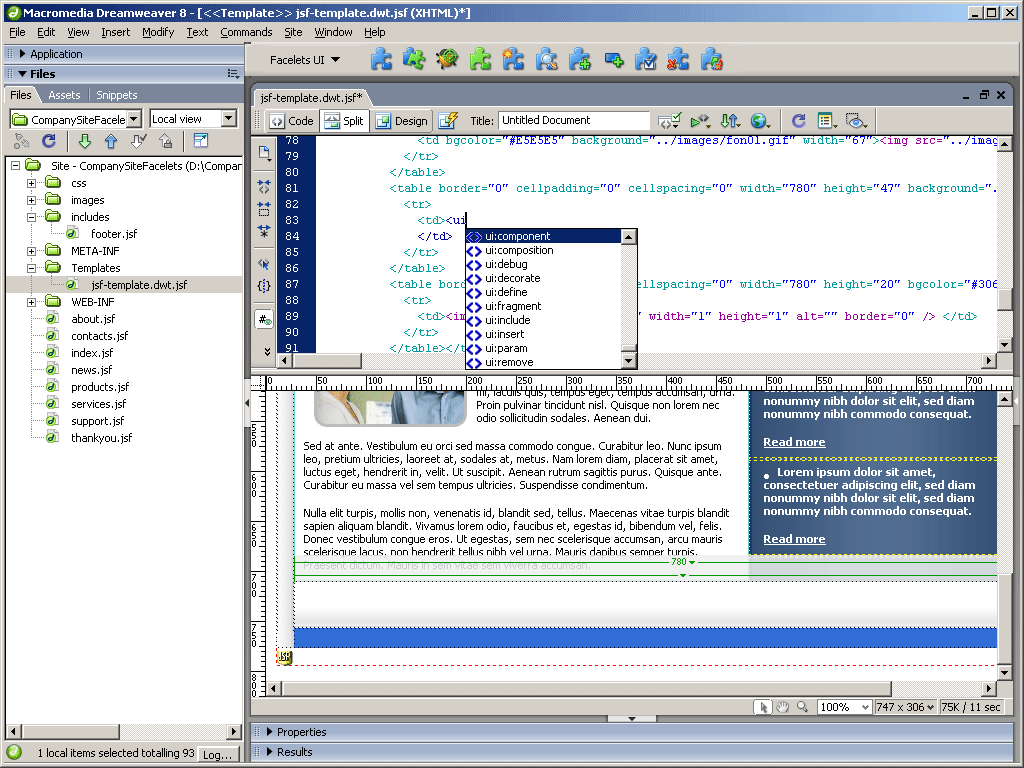 Macromedia Dreamweaver 8 - [<<Template>> jsf-template.dwt.jsf (XHTML)*]
File Edit View Insert Modify Text Commands Site Window Help
Application
Files
Files Assets Snippets
CompanySiteFacele Local view
Site - CompanySiteFacelets (D:\Compar
css
images
includes
footer.jsf
META-INF
Templates
jsf-template.dwt.jsf
WEB-INF
about.jsf
contacts.jsf
index.jsf
news.jsf
products.jsf
services.jsf
support.jsf
thankyou.jsf
1 local items selected totalling 93 Log...
Facelets UI
jsf-template.dwt.jsf*
Code Split Design Title: Untitled Document
78 <td bgcolor="#E5E5E5" background="../images/fon01.gif" width="67"><img src="../imag
79 </tr>
80 </table>
81 <table border="0" cellpadding="0" cellspacing="0" width="780" height="47" background=".
82 <tr>
83 <td><ui
84 </td>
85 </tr>
86 </table>
87 <table bor llspacing="0" width="780" height="20" bgcolor="#306
88 <tr>
89 <td><im " width="1" height="1" alt="" border="0" /> </td>
90 </tr>
91 </table></t
ui:component
ui:composition
ui:debug
ui:decorate
ui:define
ui:fragment
ui:include
ui:insert
ui:param
ui:remove
0 50 100 150 200 250 300 350 400 450 500 550 600 650 700
mi, iaculis quis, tempus eget, tempus accumsan, urna.
Proin pulvinar tincidunt nisl. Quisque non lorem nec
odio sollicitudin sodales. Aenean dui.
Sed at ante. Vestibulum eu orci sed massa commodo congue. Curabitur leo. Nunc ipsum
leo, pretium ultricies, laoreet at, sodales at, metus. Nam lorem diam, placerat sit amet,
luctus eget, hendrerit in, velit. Ut suscipit. Aenean rutrum sagittis purus. Quisque ante.
Curabitur eu massa vel sem tempus ultricies. Suspendisse condimentum.
Nulla elit turpis, mollis non, venenatis id, blandit sed, tellus. Maecenas vitae turpis blandit
sapien aliquam blandit. Vivamus lorem odio, faucibus et, egestas id, bibendum vel, felis.
Donec vestibulum congue eros. Ut egestas, sem nec scelerisque accumsan, arcu mauris
scelerisque lacus, non hendrerit tellus nibh vel urna. Mauris dapibus semper turpis.
Praesent dictum. Mauris in sem vitae sem viverra accumsan.
consectetuer adipiscing elit, sed diam
nonummy nibh dolor sit elit, sed diam
nonummy nibh commodo consequat.
Read more
Lorem ipsum dolor sit amet,
consectetuer adipiscing elit, sed diam
nonummy nibh dolor sit elit, sed diam
nonummy nibh commodo consequat.
Read more
780
550
600
650
700
750
800
JSP
100% 747 x 306 75K / 11 sec
Properties
Results